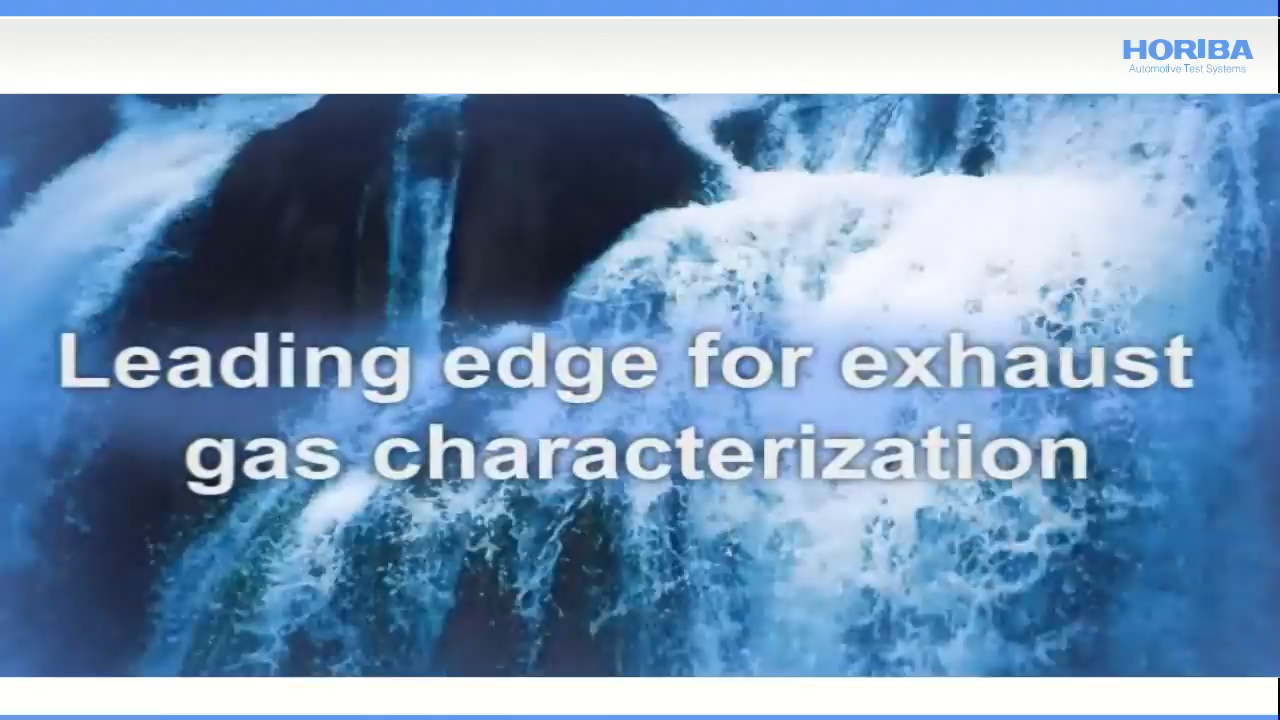 HORIBA
Automotive Test Systems
Leading edge for exhaust
gas characterization